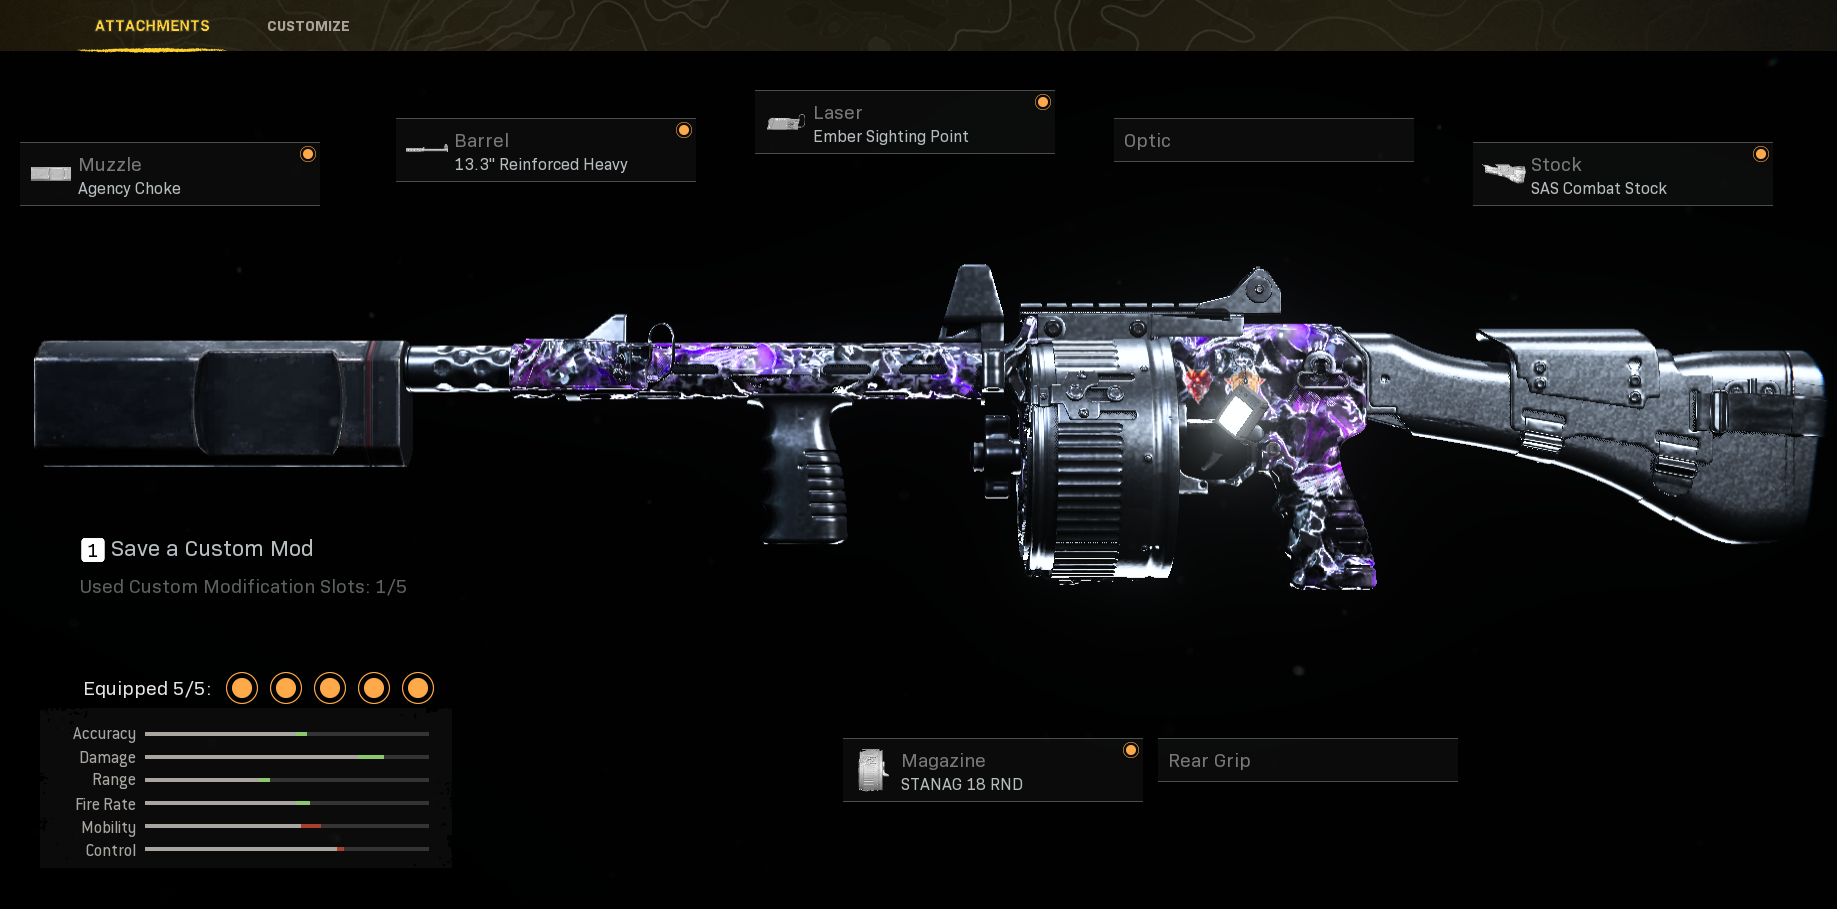 ATTACHMENTS
CUSTOMIZE
Muzzle
Agency Choke
Barrel
13.3" Reinforced Heavy
Laser
Ember Sighting Point
Optic
Stock
SAS Combat Stock
1 Save a Custom Mod
Used Custom Modification Slots: 1/5
Equipped 5/5:
Accuracy
Damage
Range
Fire Rate
Mobility
Control
Magazine
STANAG 18 RND
Rear Grip